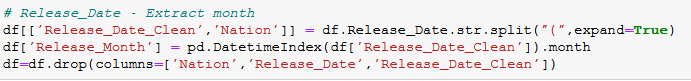 # Release_Date - Extract month
df[['Release_Date_Clean','Nation']] = df.Release_Date.str.split("(",expand=True)
df['Release_Month'] = pd.DatetimeIndex(df['Release_Date_Clean']).month
df=df.drop(columns=['Nation','Release_Date','Release_Date_Clean'])